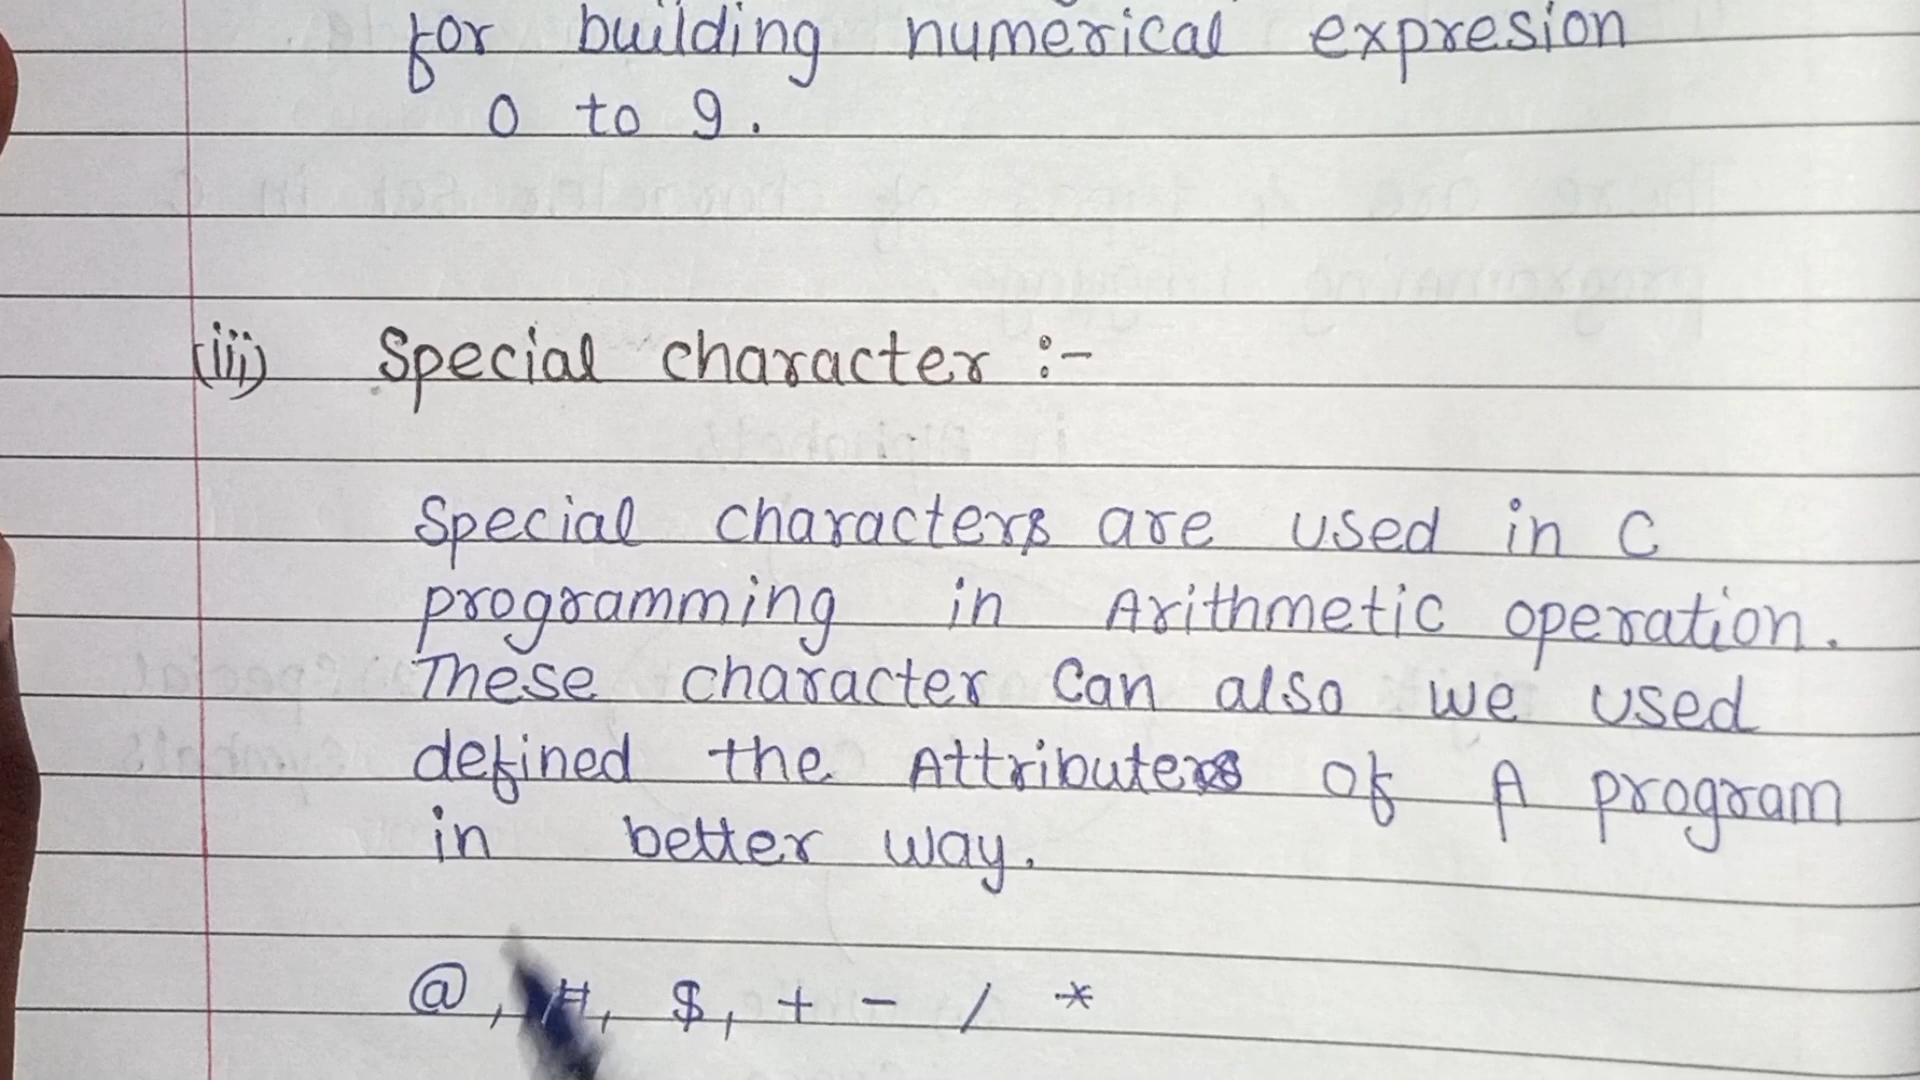 for building numerical expresion
0 to 9.
(iii) Special character :-
Special characters are used in C
programming in Arithmetic operation.
These character can also we used
defined the Attributes of A program
in better way.
@, #, $, + - / *